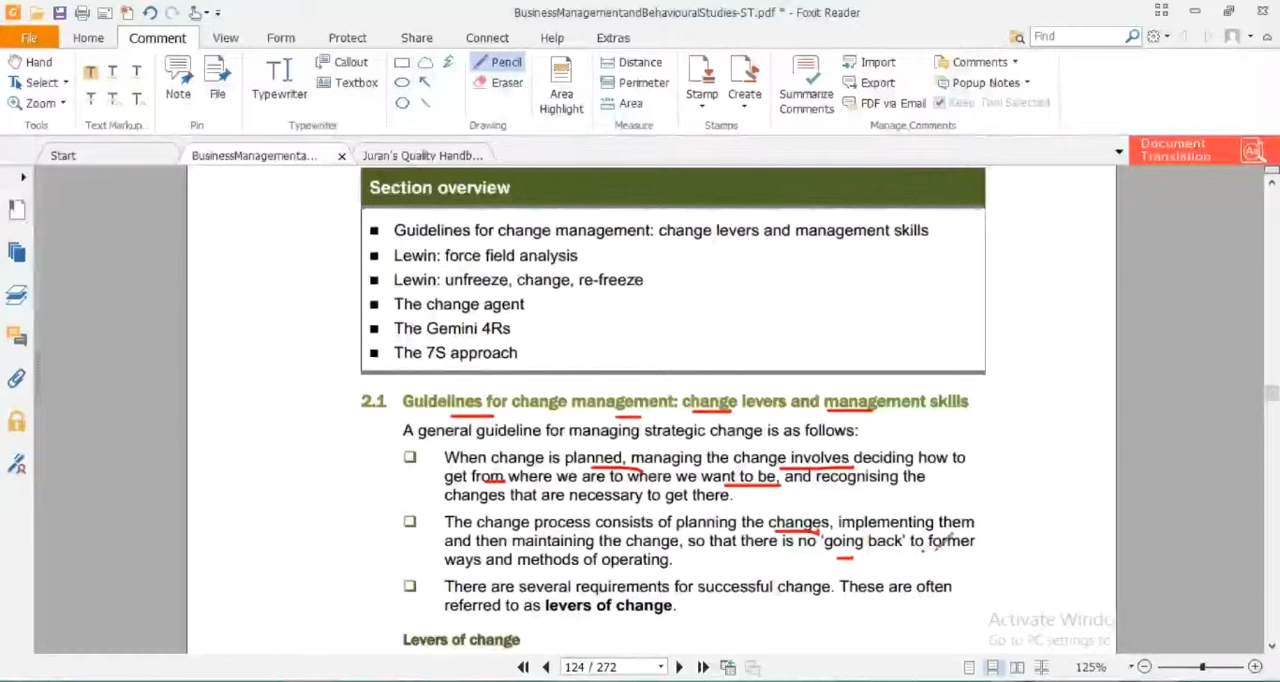 BusinessManagementandBehaviouralStudies-ST.pdf * - Foxit Reader
File Home Comment View Form Protect Share Connect Help Extras Find
Hand
Select
Zoom
Tools
T T T
T T T
Text Markup...
Note
File
Pin
Typewriter
Callout
Textbox
Typewriter
Pencil
Eraser
Drawing
Area Highlight
Distance
Perimeter
Area
Measure
Stamp
Create
Stamps
Summarize Comments
Import
Export
FDF via Email
Comments
Popup Notes
Keep Tool Selected
Manage Comments
Start BusinessManagementa... Juran's Quality Handb...
Document Translation
Section overview
■ Guidelines for change management: change levers and management skills
■ Lewin: force field analysis
■ Lewin: unfreeze, change, re-freeze
■ The change agent
■ The Gemini 4Rs
■ The 7S approach
2.1 Guidelines for change management: change levers and management skills
A general guideline for managing strategic change is as follows:
❑ When change is planned, managing the change involves deciding how to
get from where we are to where we want to be, and recognising the
changes that are necessary to get there.
❑ The change process consists of planning the changes, implementing them
and then maintaining the change, so that there is no 'going back' to former
ways and methods of operating.
❑ There are several requirements for successful change. These are often
referred to as levers of change.
Levers of change
Activate Windo
Go to PC settings to
124 / 272
125%